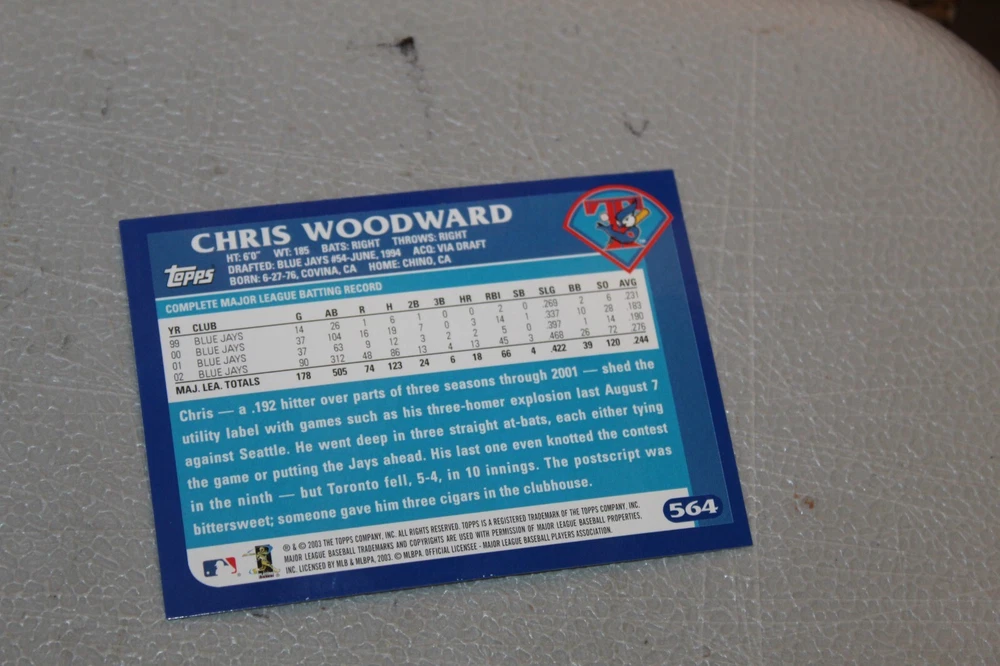 CHRIS WOODWARD
HT: 6'0" WT: 185 BATS: RIGHT THROWS: RIGHT
DRAFTED: BLUE JAYS #54-JUNE, 1994 ACQ: VIA DRAFT
BORN: 6-27-76, COVINA, CA HOME: CHINO, CA
Topps
T
COMPLETE MAJOR LEAGUE BATTING RECORD
YR CLUB G AB R H 2B 3B HR RBI SB SLG BB SO AVG
99 BLUE JAYS 14 26 1 6 1 0 0 2 0 .269 2 6 .231
00 BLUE JAYS 37 104 16 19 7 0 3 14 1 .337 10 28 .183
01 BLUE JAYS 37 63 9 12 3 2 2 5 0 .397 1 14 .190
02 BLUE JAYS 90 312 48 86 13 4 13 45 3 .468 26 72 .276
MAJ. LEA. TOTALS 178 505 74 123 24 6 18 66 4 .422 39 120 .244
Chris — a .192 hitter over parts of three seasons through 2001 — shed the
utility label with games such as his three-homer explosion last August 7
against Seattle. He went deep in three straight at-bats, each either tying
the game or putting the Jays ahead. His last one even knotted the contest
in the ninth — but Toronto fell, 5-4, in 10 innings. The postscript was
bittersweet; someone gave him three cigars in the clubhouse.
564
® & © 2003 THE TOPPS COMPANY, INC. ALL RIGHTS RESERVED. TOPPS IS A REGISTERED TRADEMARK OF THE TOPPS COMPANY, INC.
MAJOR LEAGUE BASEBALL TRADEMARKS AND COPYRIGHTS ARE USED WITH PERMISSION OF MAJOR LEAGUE BASEBALL PROPERTIES,
INC. LICENSED BY MLB & MLBPA, 2003. © MLBPA. OFFICIAL LICENSEE - MAJOR LEAGUE BASEBALL PLAYERS ASSOCIATION.